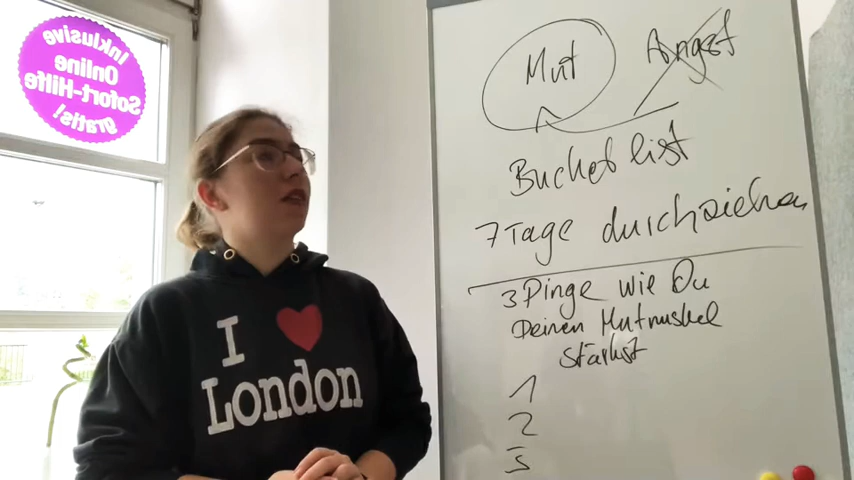 Inklusive
Online
Sofort-Hilfe
gratis!
I
London
Mut
Angst
Bucket list
7 Tage durchziehen
3 Dinge wie Du
Deinen Mutmuskel
stärkst
1
2
3